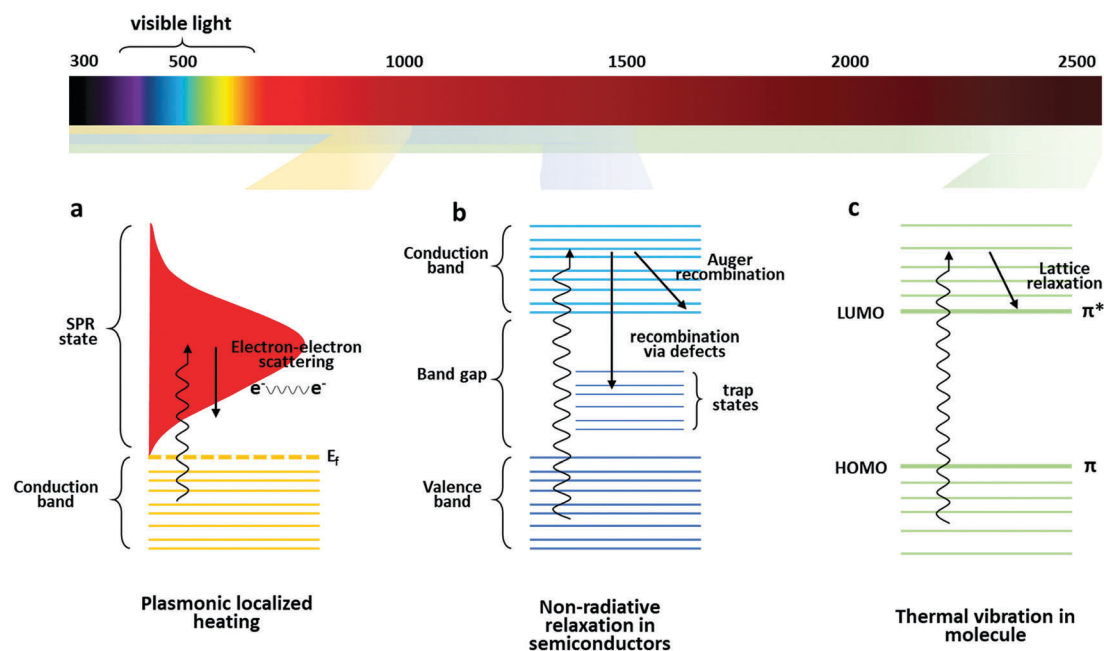 visible light
300 500 1000 1500 2000 2500
a
SPR
state
Electron-electron
scattering
e⁻ e⁻
Ef
Conduction
band
Plasmonic localized
heating
b
Conduction
band
Auger
recombination
recombination
via defects
Band gap
trap
states
Valence
band
Non-radiative
relaxation in
semiconductors
c
Lattice
relaxation
LUMO π*
HOMO π
Thermal vibration in
molecule